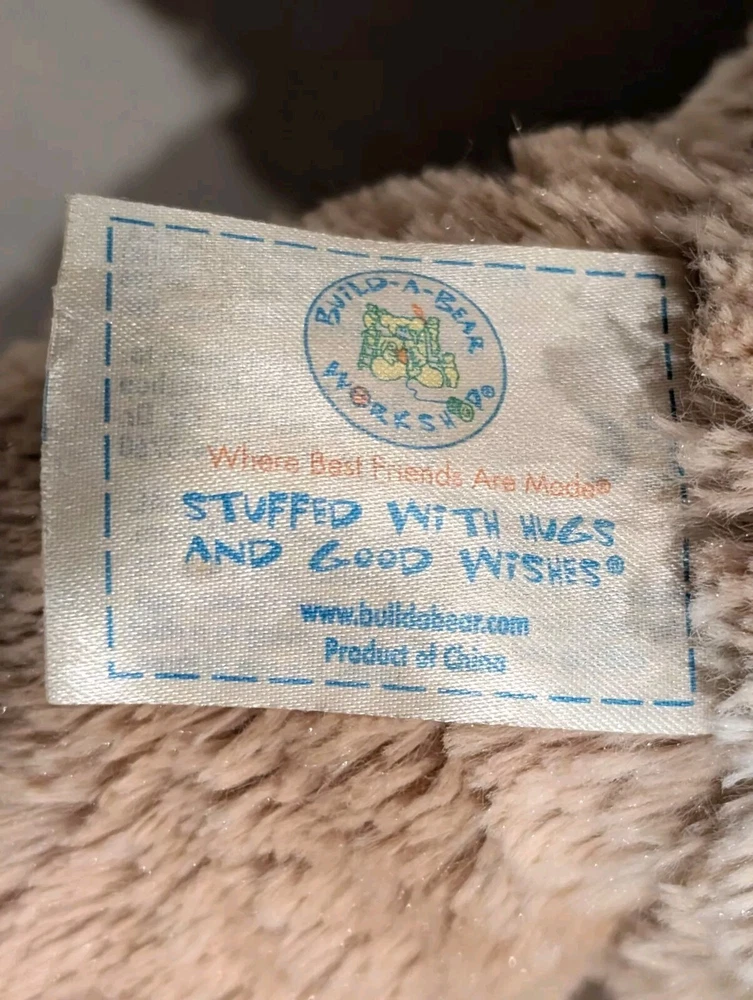 BUILD-A-BEAR
WORKSHOP®
Where Best Friends Are Made®
STUFFED WITH HUGS
AND GOOD WISHES®
www.buildabear.com
Product of China